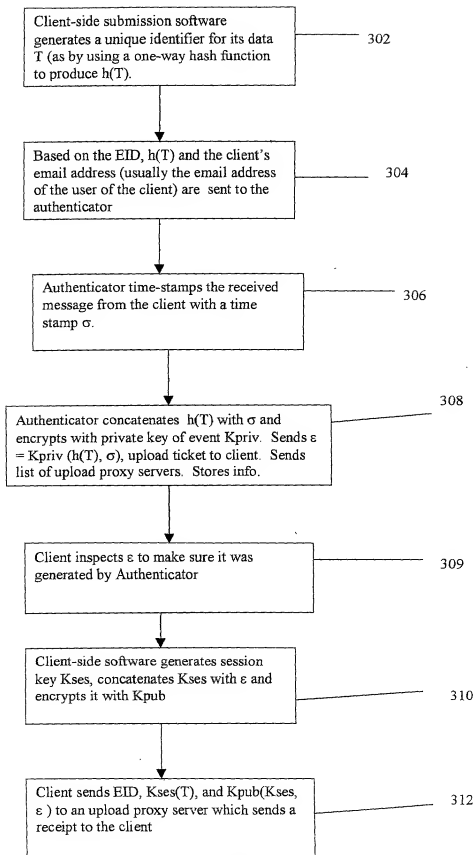 Client-side submission software
generates a unique identifier for its data
T (as by using a one-way hash function
to produce h(T).
302
Based on the EID, h(T) and the client's
email address (usually the email address
of the user of the client) are sent to the
authenticator
304
Authenticator time-stamps the received
message from the client with a time
stamp σ.
306
308
Authenticator concatenates h(T) with σ and
encrypts with private key of event Kpriv. Sends ε
= Kpriv (h(T), σ), upload ticket to client. Sends
list of upload proxy servers. Stores info.
Client inspects ε to make sure it was
generated by Authenticator
309
Client-side software generates session
key Kses, concatenates Kses with ε and
encrypts it with Kpub
310
Client sends EID, Kses(T), and Kpub(Kses,
ε ) to an upload proxy server which sends a
receipt to the client
312